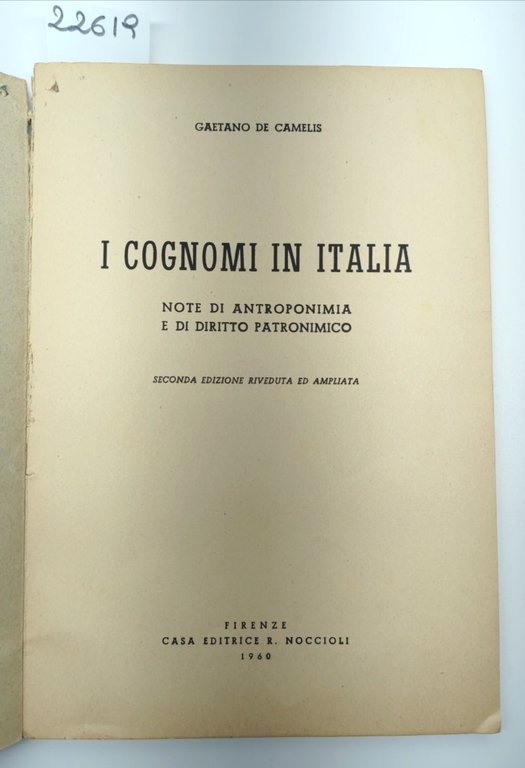 22619
GAETANO DE CAMELIS
I COGNOMI IN ITALIA
NOTE DI ANTROPONIMIA
E DI DIRITTO PATRONIMICO
SECONDA EDIZIONE RIVEDUTA ED AMPLIATA
FIRENZE
CASA EDITRICE R. NOCCIOLI
1960